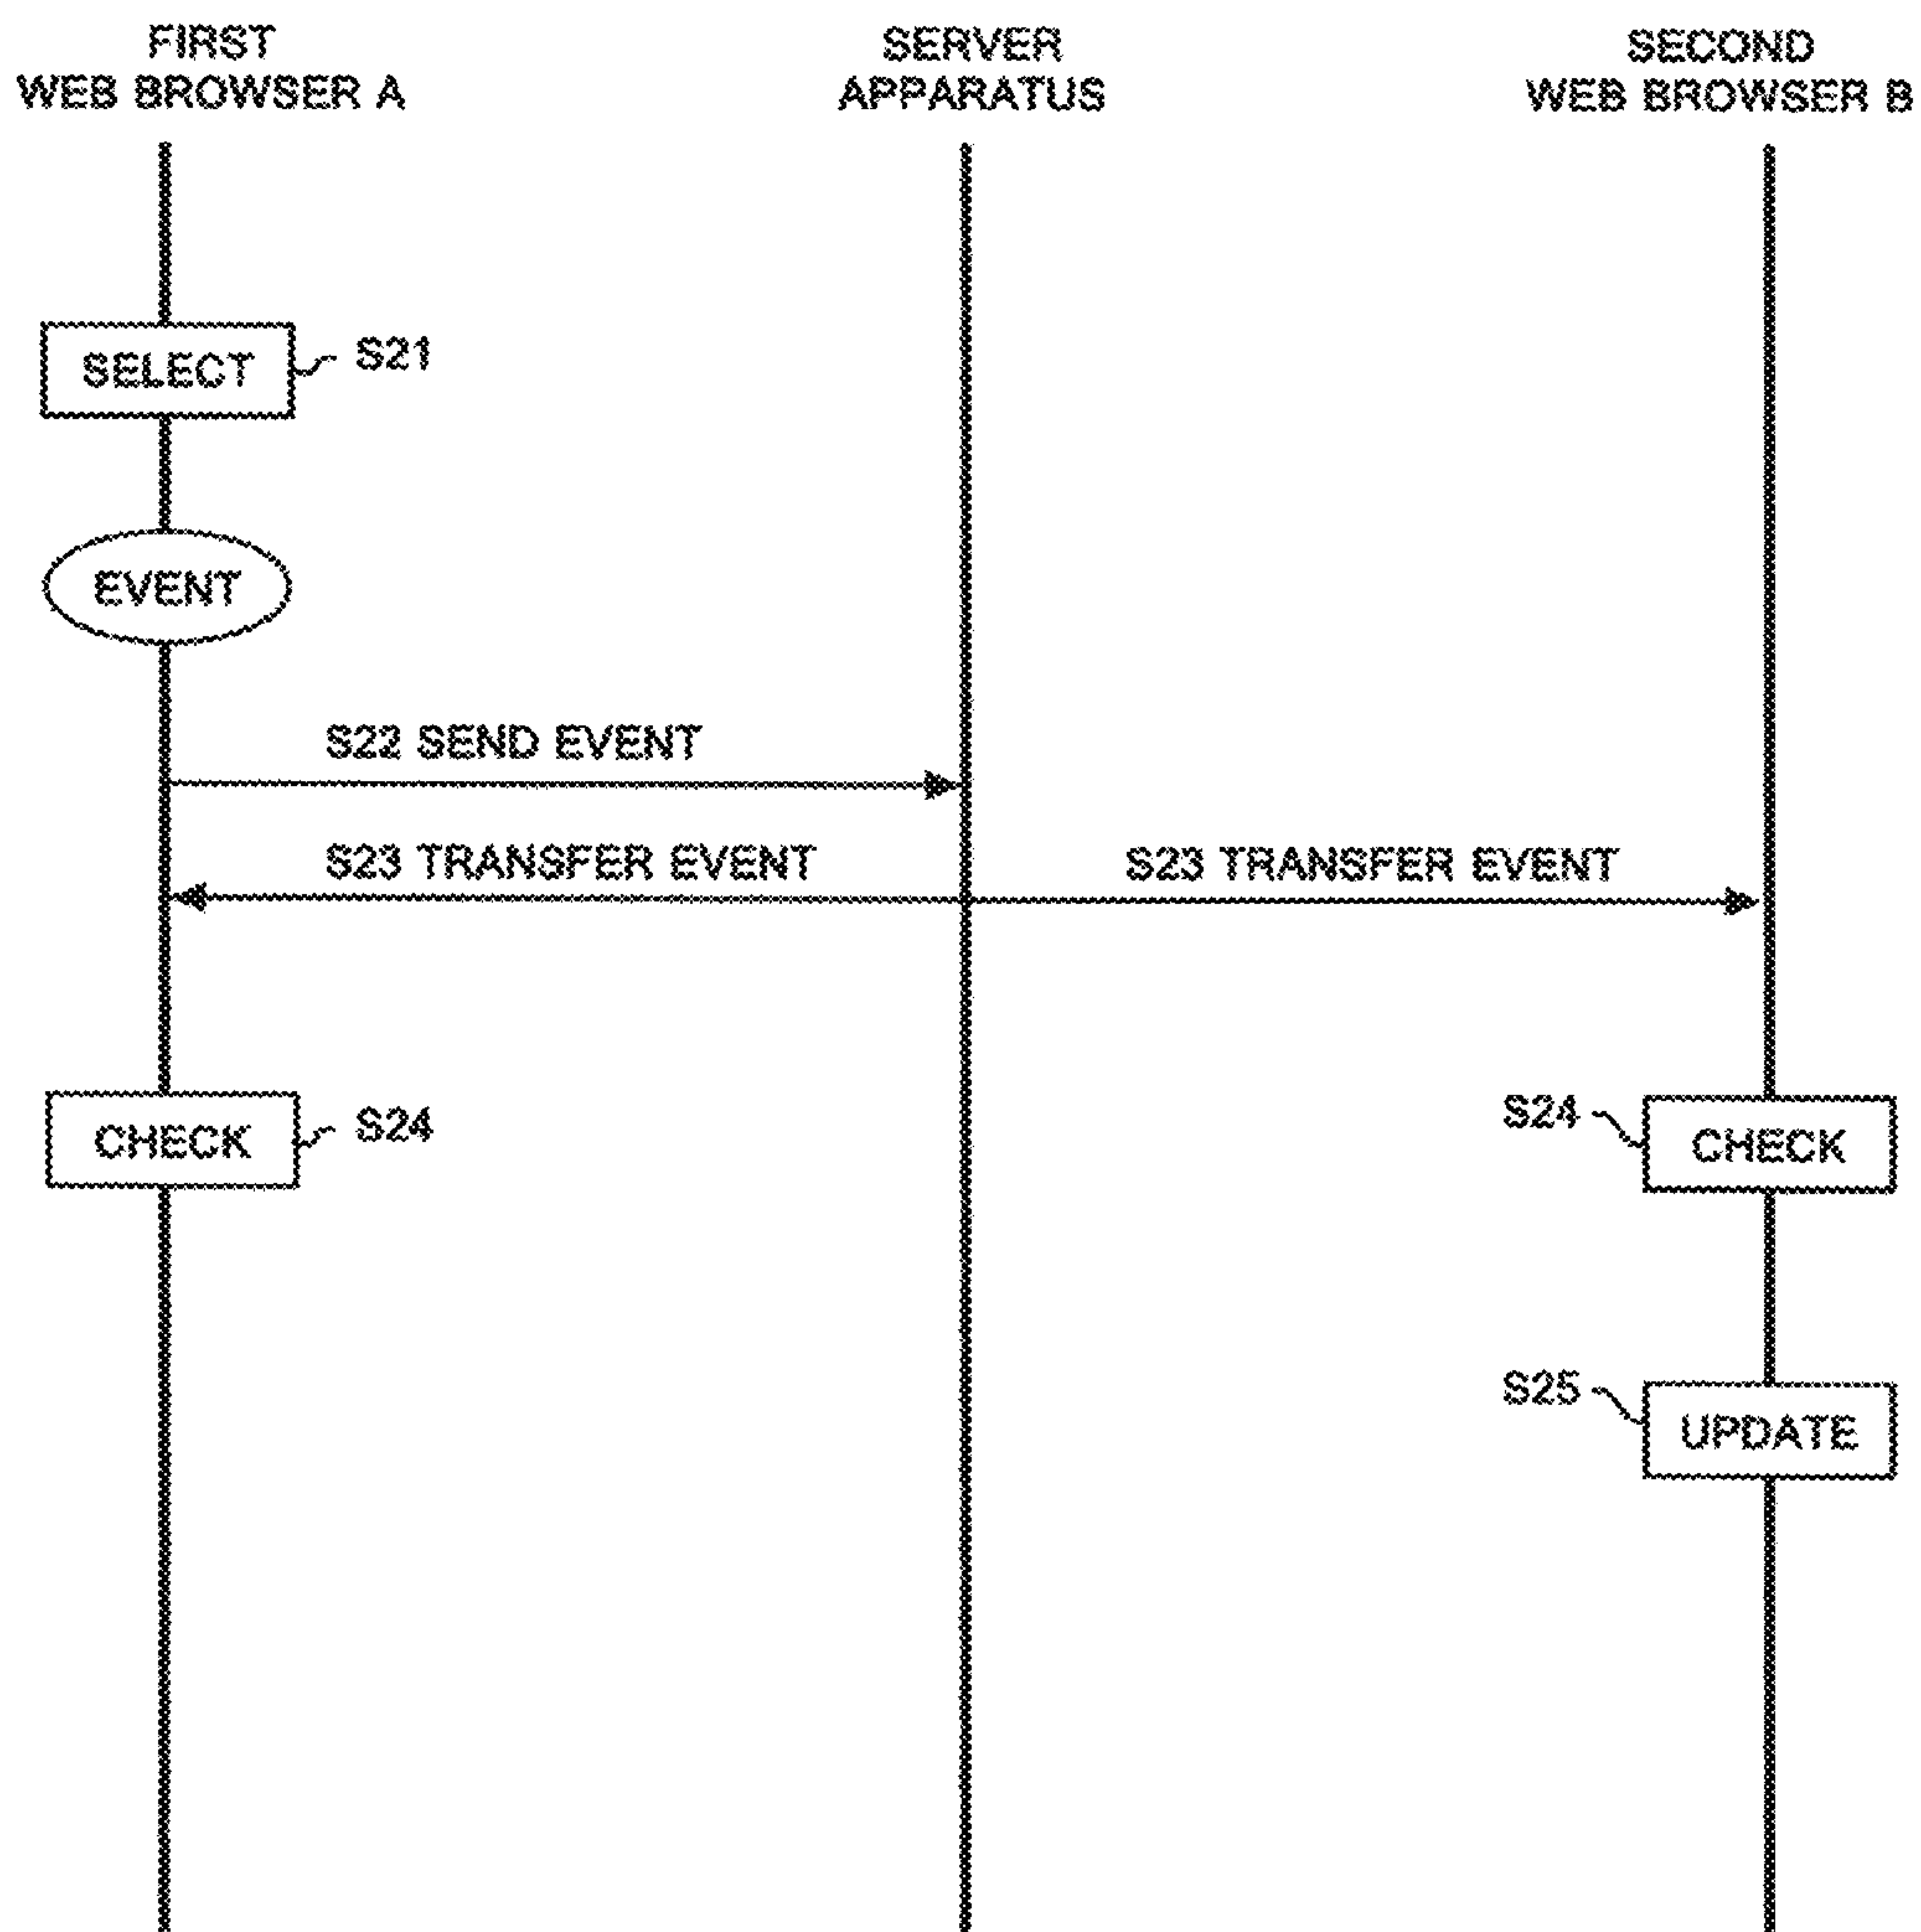 FIRST
WEB BROWSER A
SERVER
APPARATUS
SECOND
WEB BROWSER B
SELECT
S21
EVENT
S22 SEND EVENT
S23 TRANSFER EVENT
S23 TRANSFER EVENT
CHECK
S24
S24
CHECK
S25
UPDATE